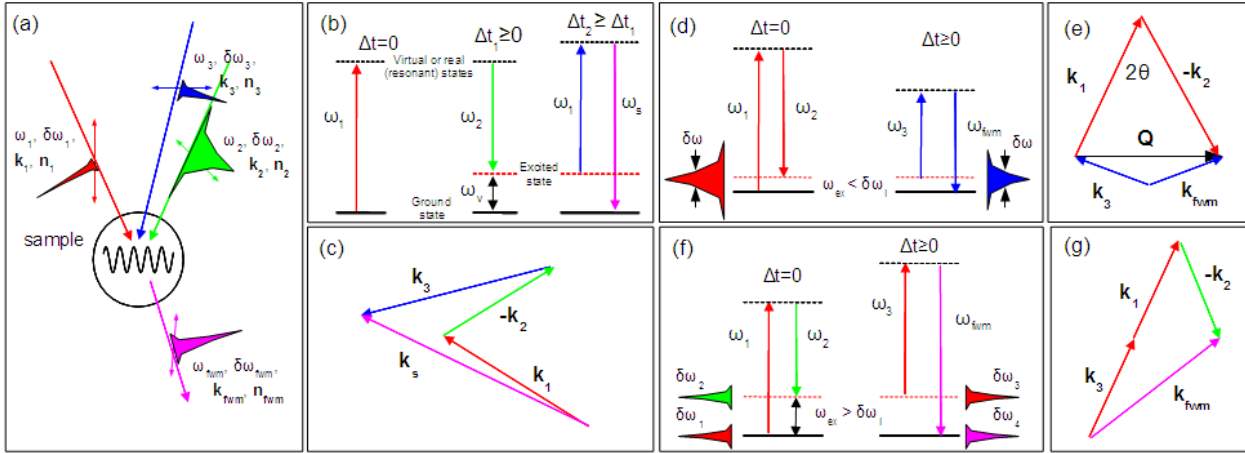 (a)
ω3, δω3,
k3, n3
ω1, δω1,
k1, n1
ω2, δω2,
k2, n2
sample
ωfwm, δωfwm,
kfwm, nfwm
(b)
Δt=0
Δt1≥0
Δt2 ≥ Δt1
Virtual or real
(resonant) states
ω1
ω2
ω1
ωs
Exoited
state
ωv
Ground
state
(c)
k3
-k2
ks
k1
(d)
Δt=0
Δt≥0
ω1
ω2
ω3
ωfwm
δω
δω
ωex < δωl
(e)
k1
2θ
-k2
Q
k3
kfwm
(f)
Δt=0
Δt≥0
ω1
ω2
ω3
ωfwm
δω2
δω3
δω1
ωex > δωl
δω4
(g)
k1
-k2
k3
kfwm